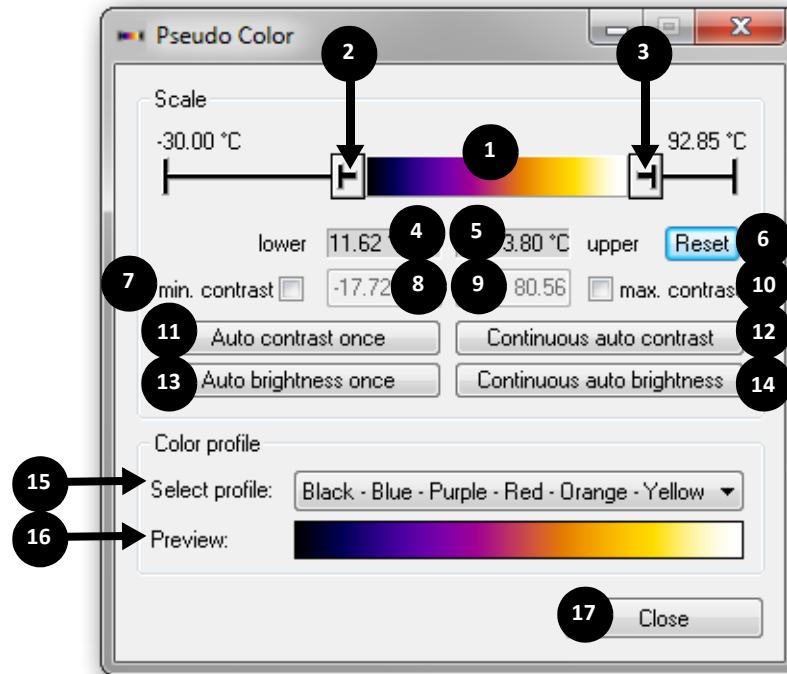 Pseudo Color
2
3
Scale
-30.00 °C
92.85 °C
1
lower 11.62 4 5 3.80 °C upper Reset 6
7 min. contrast -17.72 8 9 80.56 max. contras 10
11 Auto contrast once Continuous auto contrast 12
13 Auto brightness once Continuous auto brightness 14
Color profile
15 Select profile: Black - Blue - Purple - Red - Orange - Yellow
16 Preview:
17 Close